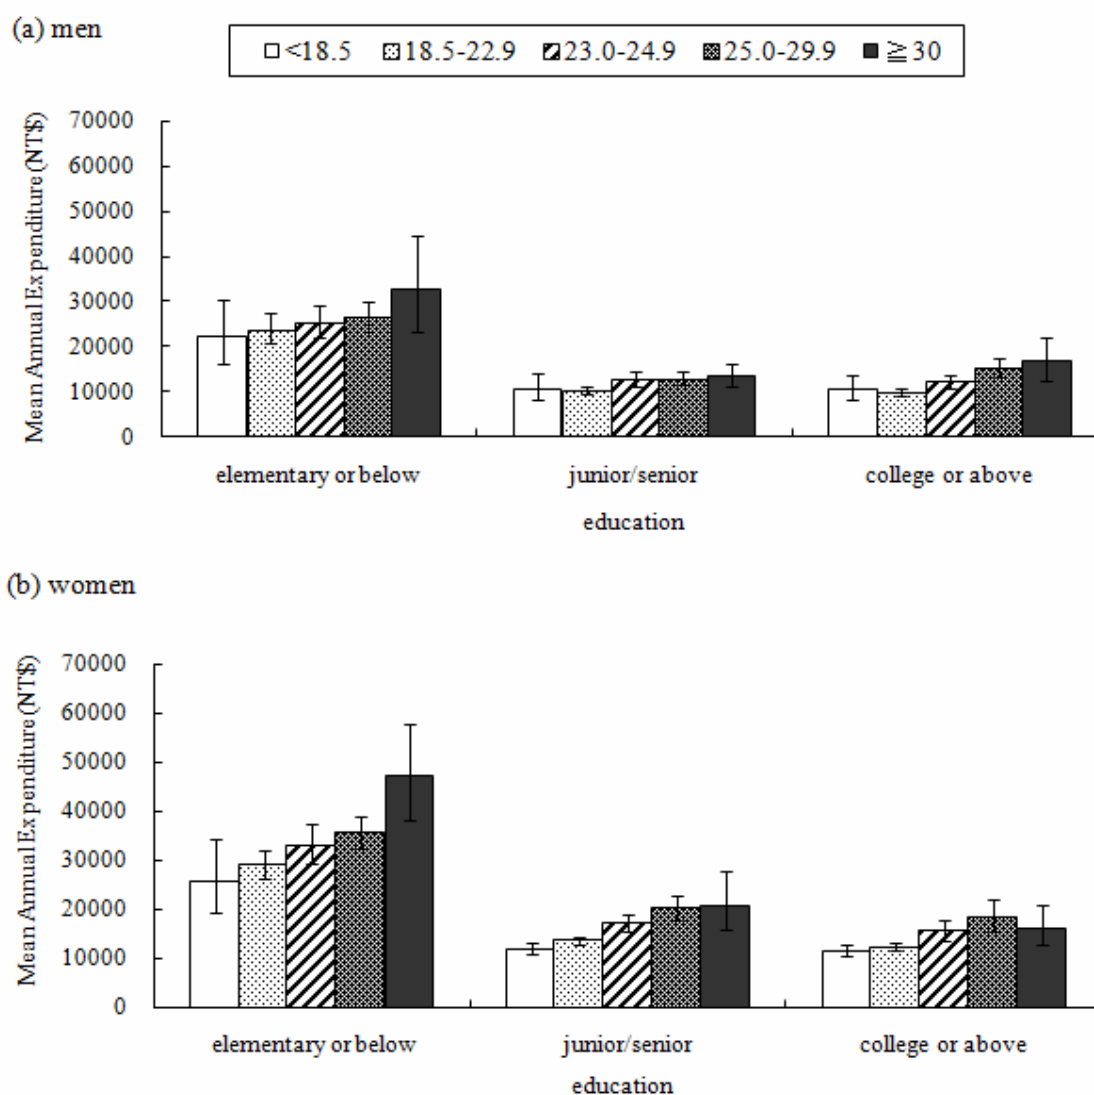 (a) men
<18.5 18.5-22.9 23.0-24.9 25.0-29.9 ≧30
Mean Annual Expenditure (NT$)
70000
60000
50000
40000
30000
20000
10000
0
elementary or below junior/senior college or above
education
(b) women
Mean Annual Expenditure (NT$)
70000
60000
50000
40000
30000
20000
10000
0
elementary or below junior/senior college or above
education